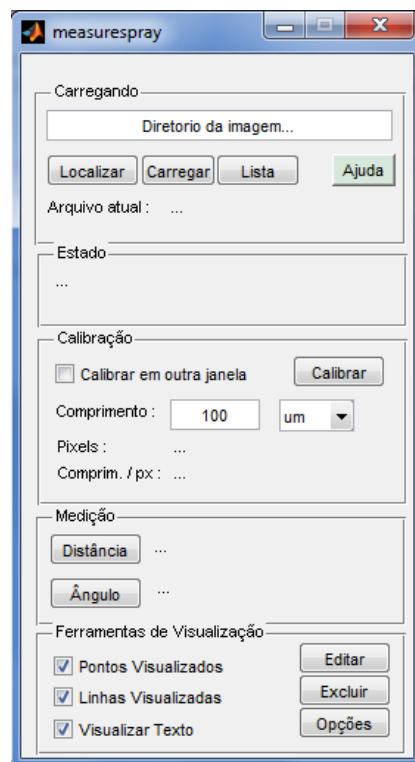 measurespray
Carregando
Diretorio da imagem...
Localizar Carregar Lista Ajuda
Arquivo atual : ...
Estado
...
Calibração
Calibrar em outra janela Calibrar
Comprimento : 100 um
Pixels : ...
Comprim. / px : ...
Medição
Distância ...
Ângulo ...
Ferramentas de Visualização
Pontos Visualizados Editar
Linhas Visualizadas Excluir
Visualizar Texto Opções